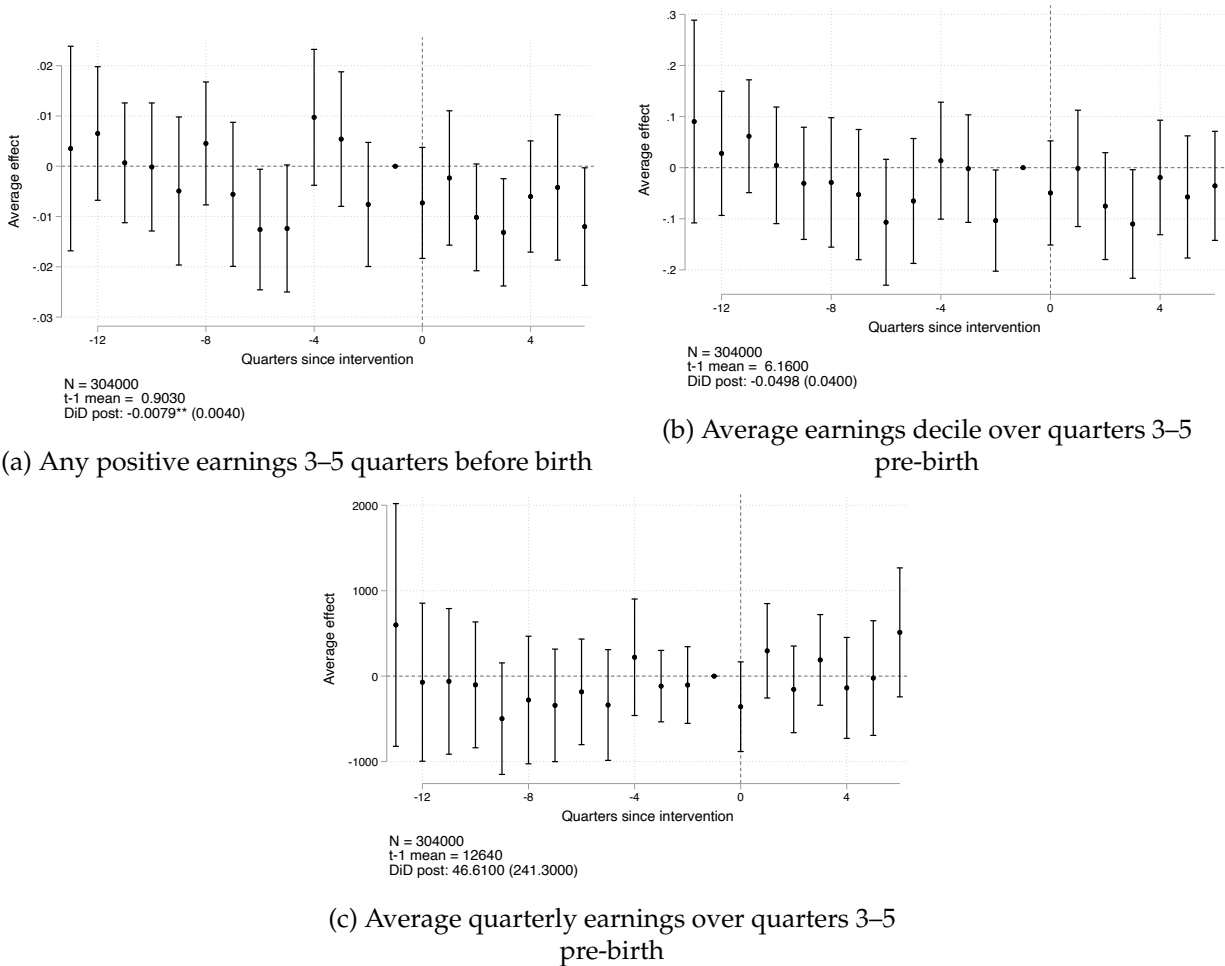 .02
.01
0
-.01
-.02
-.03
Average effect
-12
-8
-4
0
4
Quarters since intervention
N = 304000
t-1 mean = 0.9030
DiD post: -0.0079** (0.0040)
(a) Any positive earnings 3–5 quarters before birth
.3
.2
.1
0
-.1
-.2
Average effect
-12
-8
-4
0
4
Quarters since intervention
N = 304000
t-1 mean = 6.1600
DiD post: -0.0498 (0.0400)
(b) Average earnings decile over quarters 3–5
pre-birth
2000
1000
0
-1000
Average effect
-12
-8
-4
0
4
Quarters since intervention
N = 304000
t-1 mean = 12640
DiD post: 46.6100 (241.3000)
(c) Average quarterly earnings over quarters 3–5
pre-birth